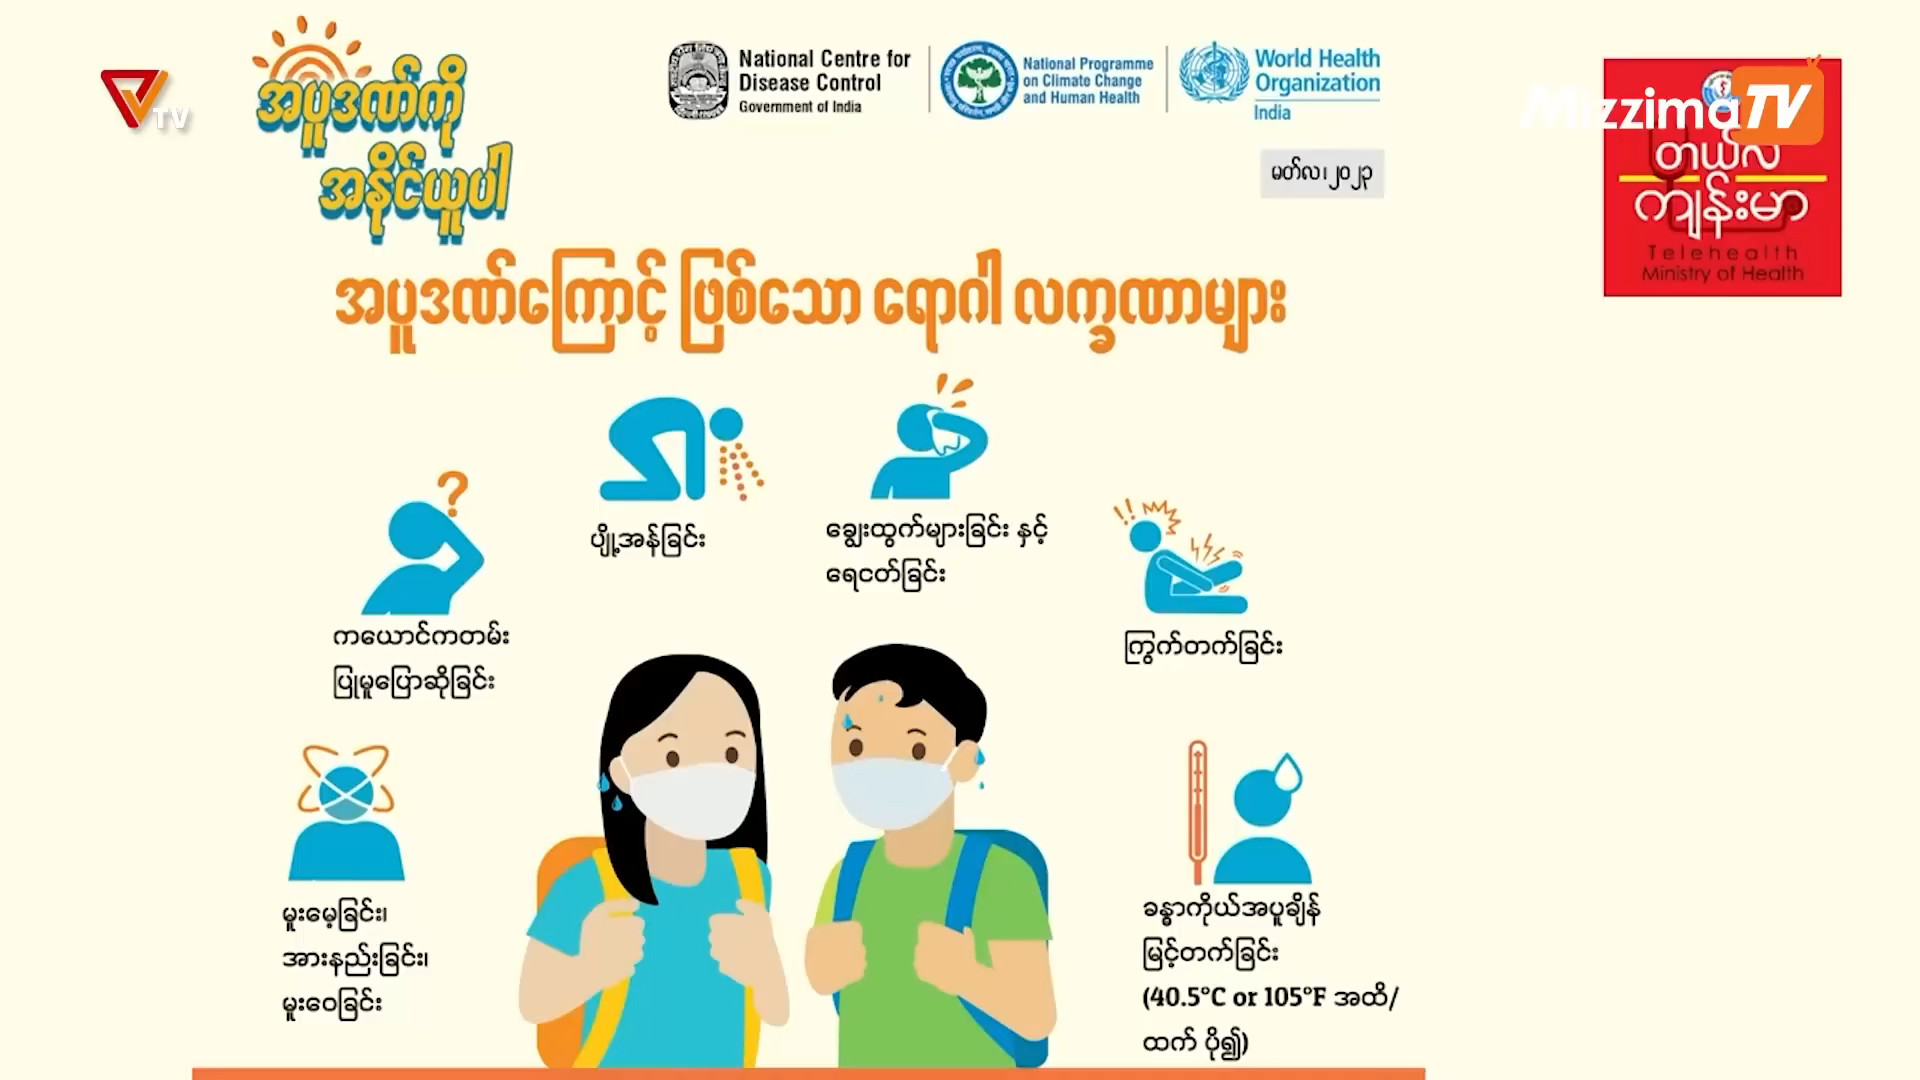 TV
အပူဒဏ်ကို
အနိုင်ယူပါ
National Centre for
Disease Control
Government of India
National Programme
on Climate Change
and Human Health
World Health
Organization
India
Mizzima TV
တယ်လီ
ကျန်းမာ
Telehealth
Ministry of Health
မတ်လ၊၂၀၂၃
အပူဒဏ်ကြောင့် ဖြစ်သော ရောဂါ လက္ခဏာများ
ပျို့အန်ခြင်း
ချွေးထွက်များခြင်း နှင့်
ရေငတ်ခြင်း
ကယောင်ကတမ်း
ပြုမူပြောဆိုခြင်း
ကြွက်တက်ခြင်း
မူးမေ့ခြင်း၊
အားနည်းခြင်း၊
မူးဝေခြင်း
ခန္ဓာကိုယ်အပူချိန်
မြင့်တက်ခြင်း
(40.5°C or 105°F အထိ/
ထက် ပို၍)